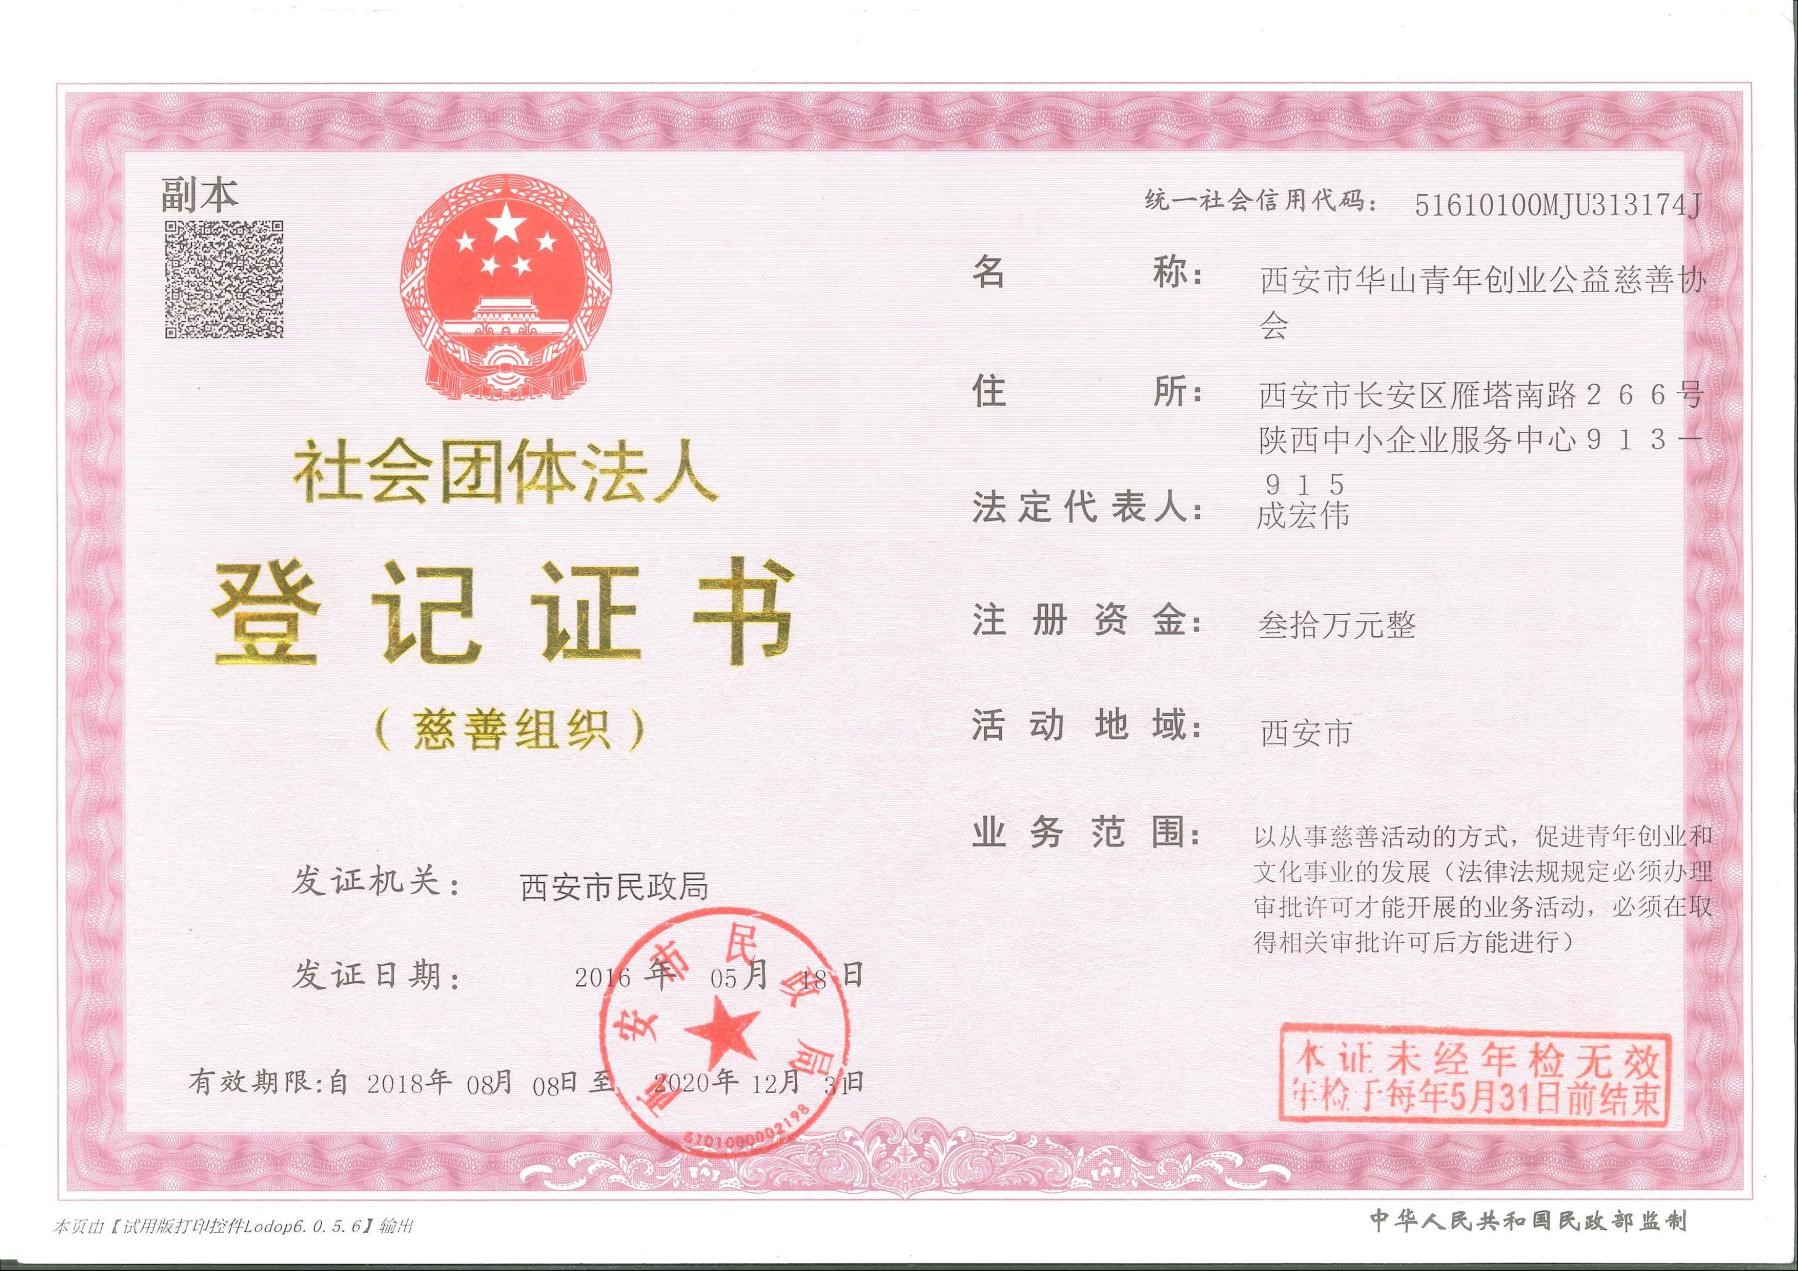 副本
社会团体法人
登记证书
（慈善组织）
发证机关： 西安市民政局
发证日期： 2016 年 05月 18日
有效期限:自 2018年 08月 08日 至 2020年 12月 31日
西安市民政局
6101000002198
统一社会信用代码： 51610100MJU313174J
名称： 西安市华山青年创业公益慈善协
会
住所： 西安市长安区雁塔南路２６６号
陕西中小企业服务中心９１３－
９１５
法定代表人： 成宏伟
注册资金： 叁拾万元整
活动地域： 西安市
业务范围： 以从事慈善活动的方式，促进青年创业和
文化事业的发展（法律法规规定必须办理
审批许可才能开展的业务活动，必须在取
得相关审批许可后方能进行）
本证未经年检无效
年检于每年5月31日前结束
本页由【试用版打印控件Lodop6.0.5.6】输出
中华人民共和国民政部监制